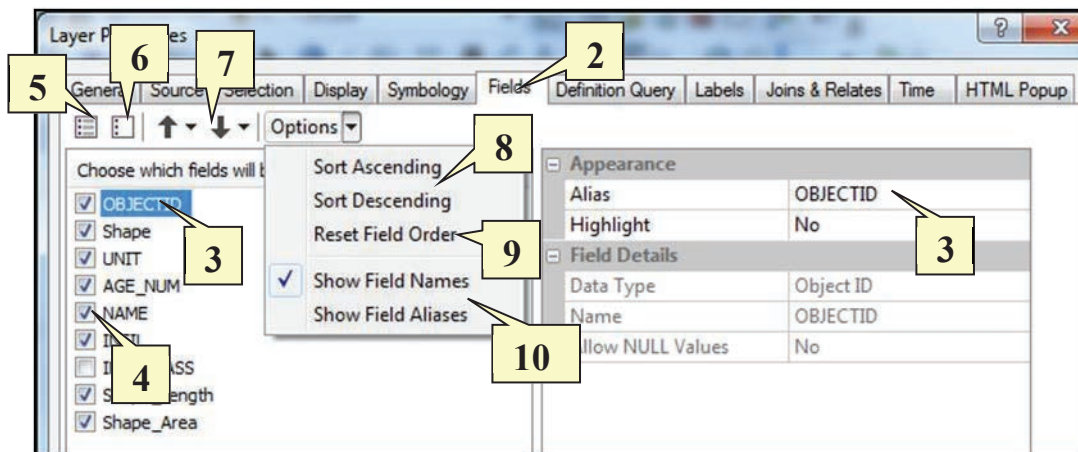 Layer P es
6
7
2
5
General Source Selection Display Symbology Fields Definition Query Labels Joins & Relates Time HTML Popup
Options
8
Choose which fields will
Sort Ascending
Sort Descending
Reset Field Order
9
Show Field Names
Show Field Aliases
10
OBJECTID
3
Shape
UNIT
AGE_NUM
NAME
4
ASS
Shape_Area
Appearance
Alias OBJECTID
Highlight No
3
Field Details
Data Type Object ID
Name OBJECTID
Allow NULL Values No